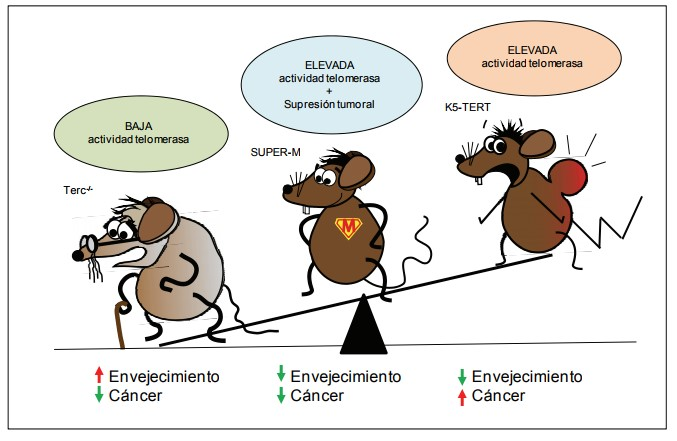 BAJA
actividad telomerasa
Terc-/-
ELEVADA
actividad telomerasa
+
Supresión tumoral
SUPER-M
M
ELEVADA
actividad telomerasa
K5-TERT
↑ Envejecimiento
↓ Cáncer
↓ Envejecimiento
↓ Cáncer
↓ Envejecimiento
↑ Cáncer